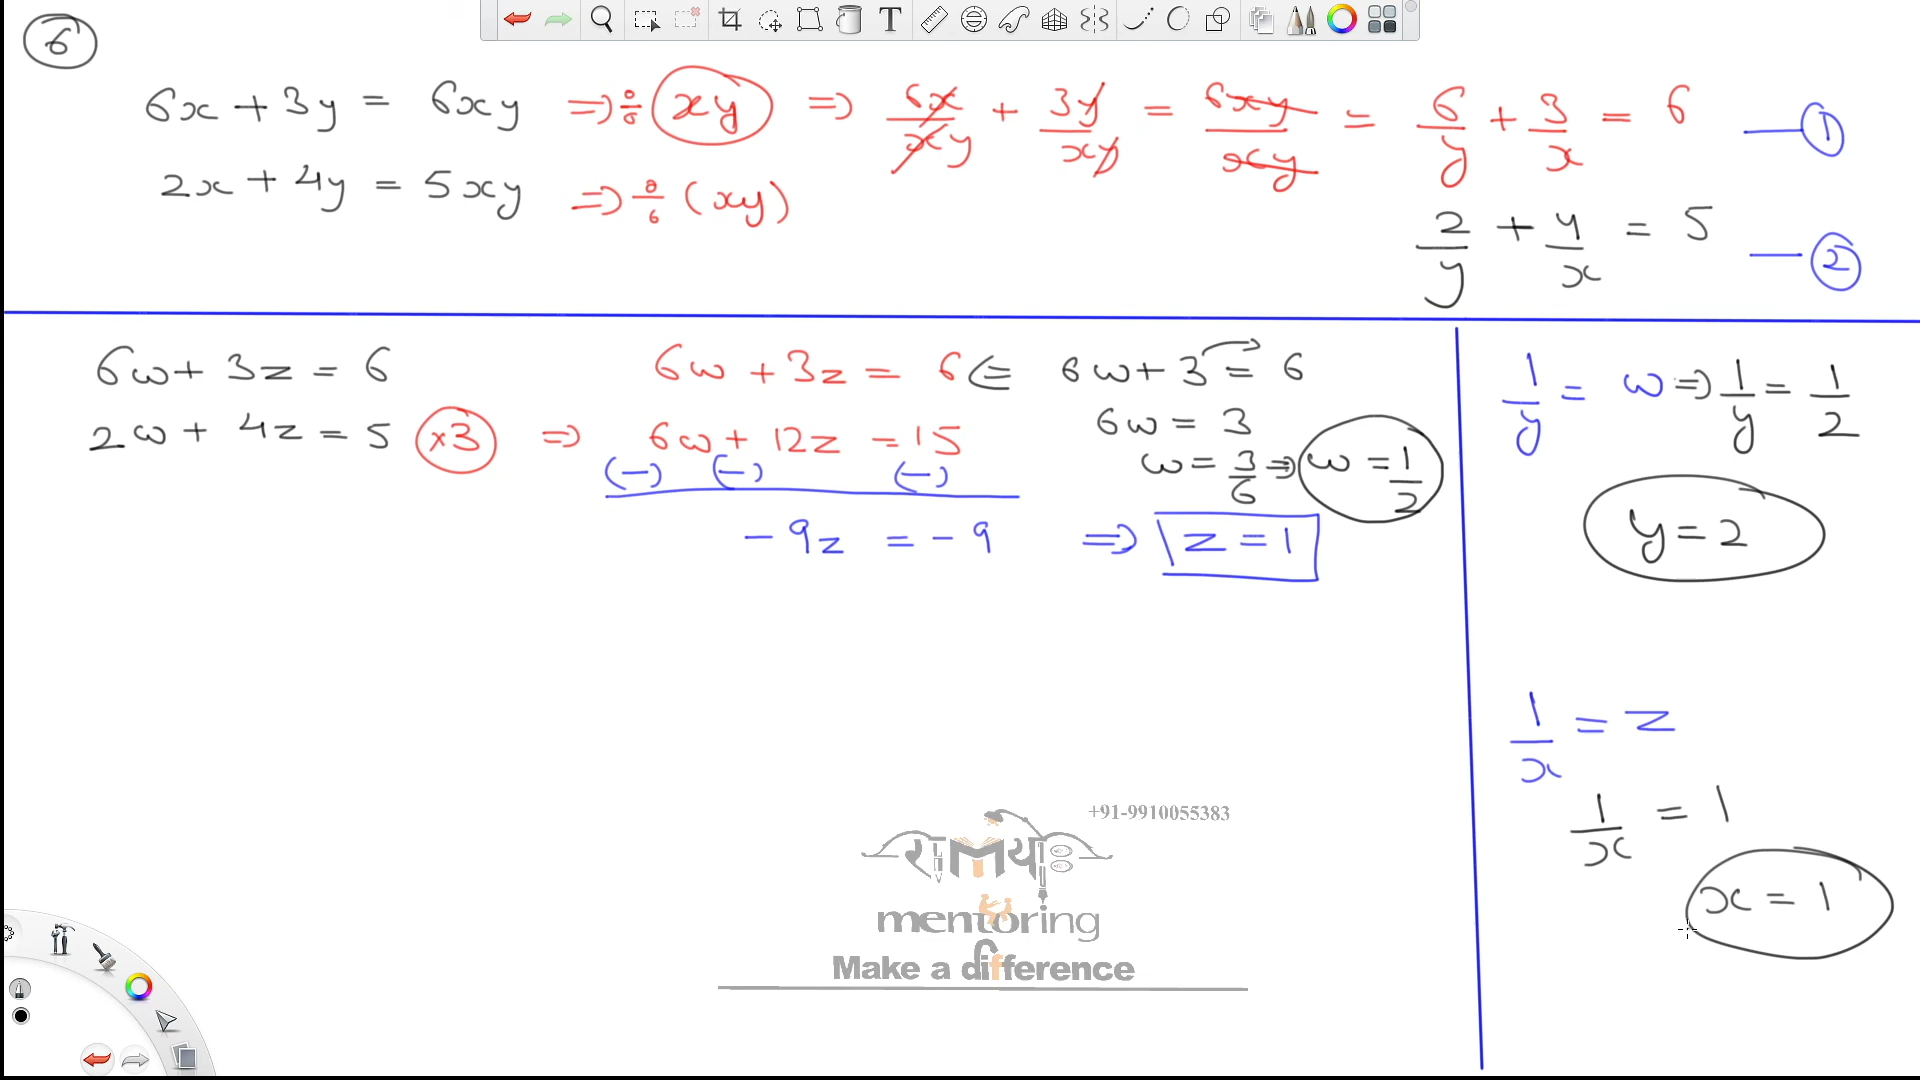 6
6x + 3y = 6xy ⇒ ÷ (xy) ⇒ 6x/xy + 3y/xy = 6xy/xy = 6/y + 3/x = 6 — 1
2x + 4y = 5xy ⇒ ÷ (xy)
2/y + 4/x = 5 — 2
6w + 3z = 6
2w + 4z = 5 ×3 ⇒
6w + 3z = 6 ⇐ 6w + 3 = 6
6w + 12z = 15
(−) (−) (−)
−9z = −9 ⇒ z = 1
6w = 3
w = 3/6 ⇒ w = 1/2
1/y = w ⇒ 1/y = 1/2
y = 2
1/x = z
1/x = 1
x = 1
+91-9910055383
राम्या
mentoring
Make a difference